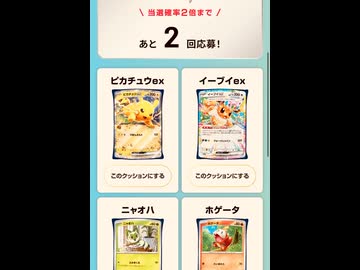 \ 当選確率2倍まで /
あと 2 回応募!
ピカチュウex
イーブイex
このクッションにする
このクッションにする
ニャオハ
ホゲータ